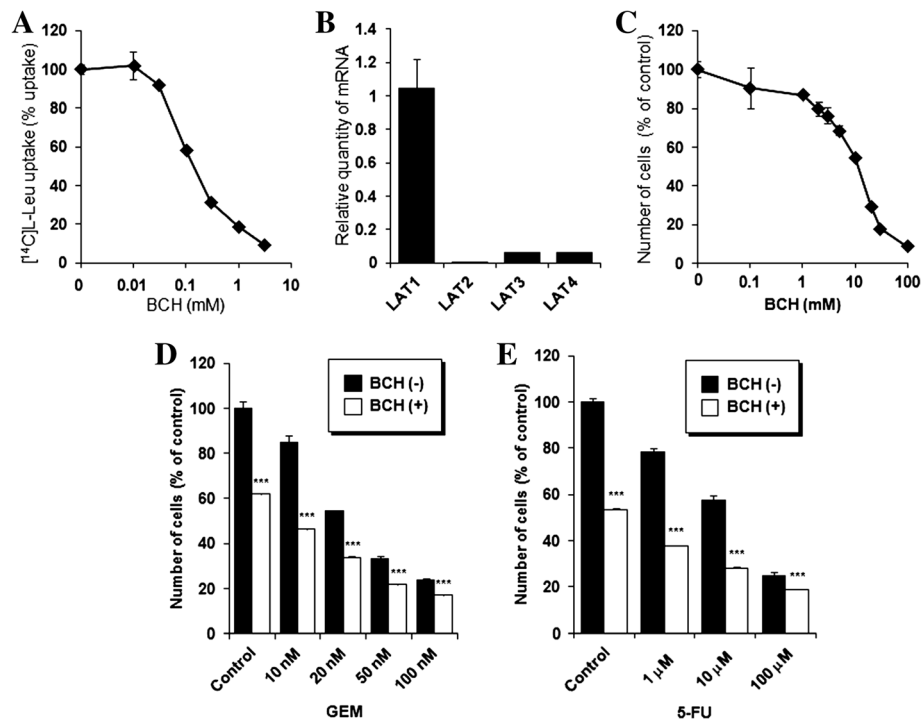 A
120
100
80
60
40
20
0
[¹⁴C]L-Leu uptake (% uptake)
0
0.01
0.1
1
10
BCH (mM)
B
1.4
1.2
1
0.8
0.6
0.4
0.2
0
Relative quantity of mRNA
LAT1
LAT2
LAT3
LAT4
C
120
100
80
60
40
20
0
Number of cells (% of control)
0
0.1
1
10
100
BCH (mM)
D
120
100
80
60
40
20
0
Number of cells (% of control)
BCH (-)
BCH (+)
***
***
***
***
***
Control
10 nM
20 nM
50 nM
100 nM
GEM
E
120
100
80
60
40
20
0
Number of cells (% of control)
BCH (-)
BCH (+)
***
***
***
***
Control
1 µM
10 µM
100 µM
5-FU